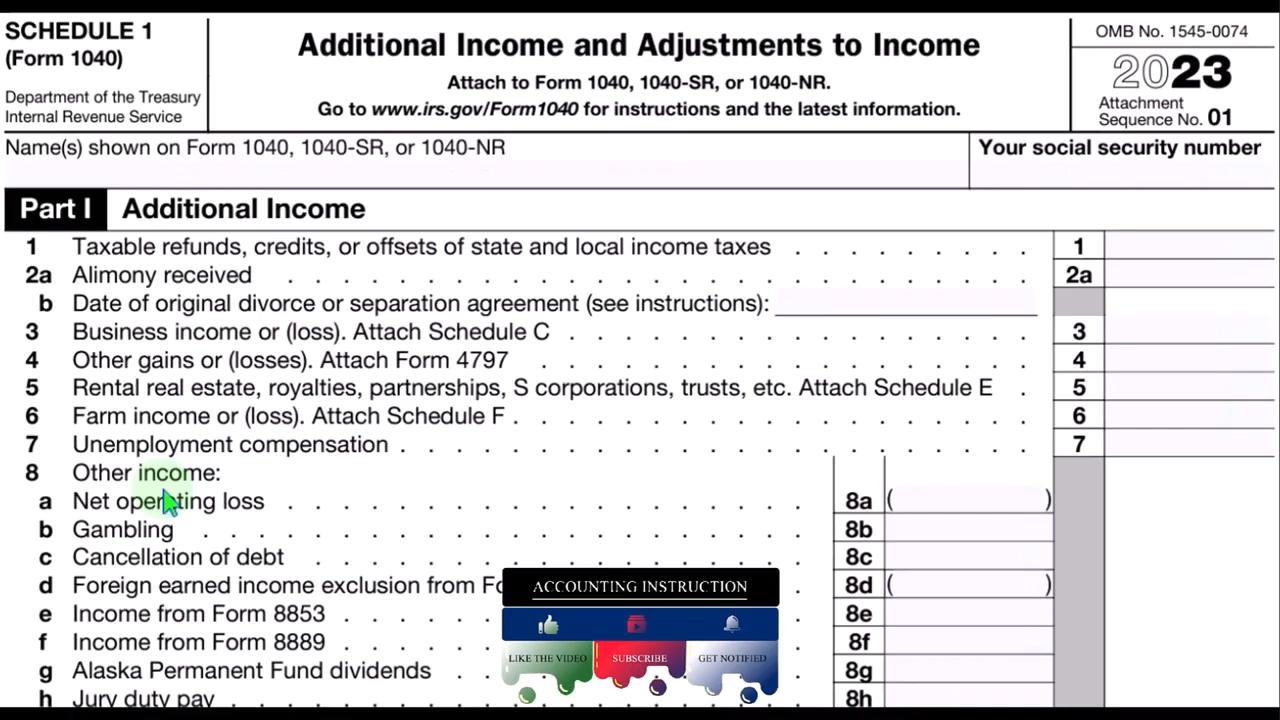 SCHEDULE 1
(Form 1040)
Department of the Treasury
Internal Revenue Service
Additional Income and Adjustments to Income
Attach to Form 1040, 1040-SR, or 1040-NR.
Go to www.irs.gov/Form1040 for instructions and the latest information.
OMB No. 1545-0074
2023
Attachment
Sequence No. 01
Name(s) shown on Form 1040, 1040-SR, or 1040-NR
Your social security number
Part I Additional Income
1 Taxable refunds, credits, or offsets of state and local income taxes . . . . . . . . . 1
2a Alimony received . . . . . . . . . . . . . . . . . . . . . . . . . . . 2a
b Date of original divorce or separation agreement (see instructions):
3 Business income or (loss). Attach Schedule C . . . . . . . . . . . . . . . . . 3
4 Other gains or (losses). Attach Form 4797 . . . . . . . . . . . . . . . . . . 4
5 Rental real estate, royalties, partnerships, S corporations, trusts, etc. Attach Schedule E . 5
6 Farm income or (loss). Attach Schedule F . . . . . . . . . . . . . . . . . . . 6
7 Unemployment compensation . . . . . . . . . . . . . . . . . . . . . . . 7
8 Other income:
a Net operating loss . . . . . . . . . . . . . . . . . . . 8a ( )
b Gambling . . . . . . . . . . . . . . . . . . . . . . 8b
c Cancellation of debt . . . . . . . . . . . . . . . . . . 8c
d Foreign earned income exclusion from . 8d ( )
e Income from Form 8853 . . . . . . . 8e
f Income from Form 8889 . . . . . . . 8f
g Alaska Permanent Fund dividends . . . 8g
h Jury duty pay . . . . . . . . . . . 8h
ACCOUNTING INSTRUCTION
LIKE THE VIDEO
SUBSCRIBE
GET NOTIFIED